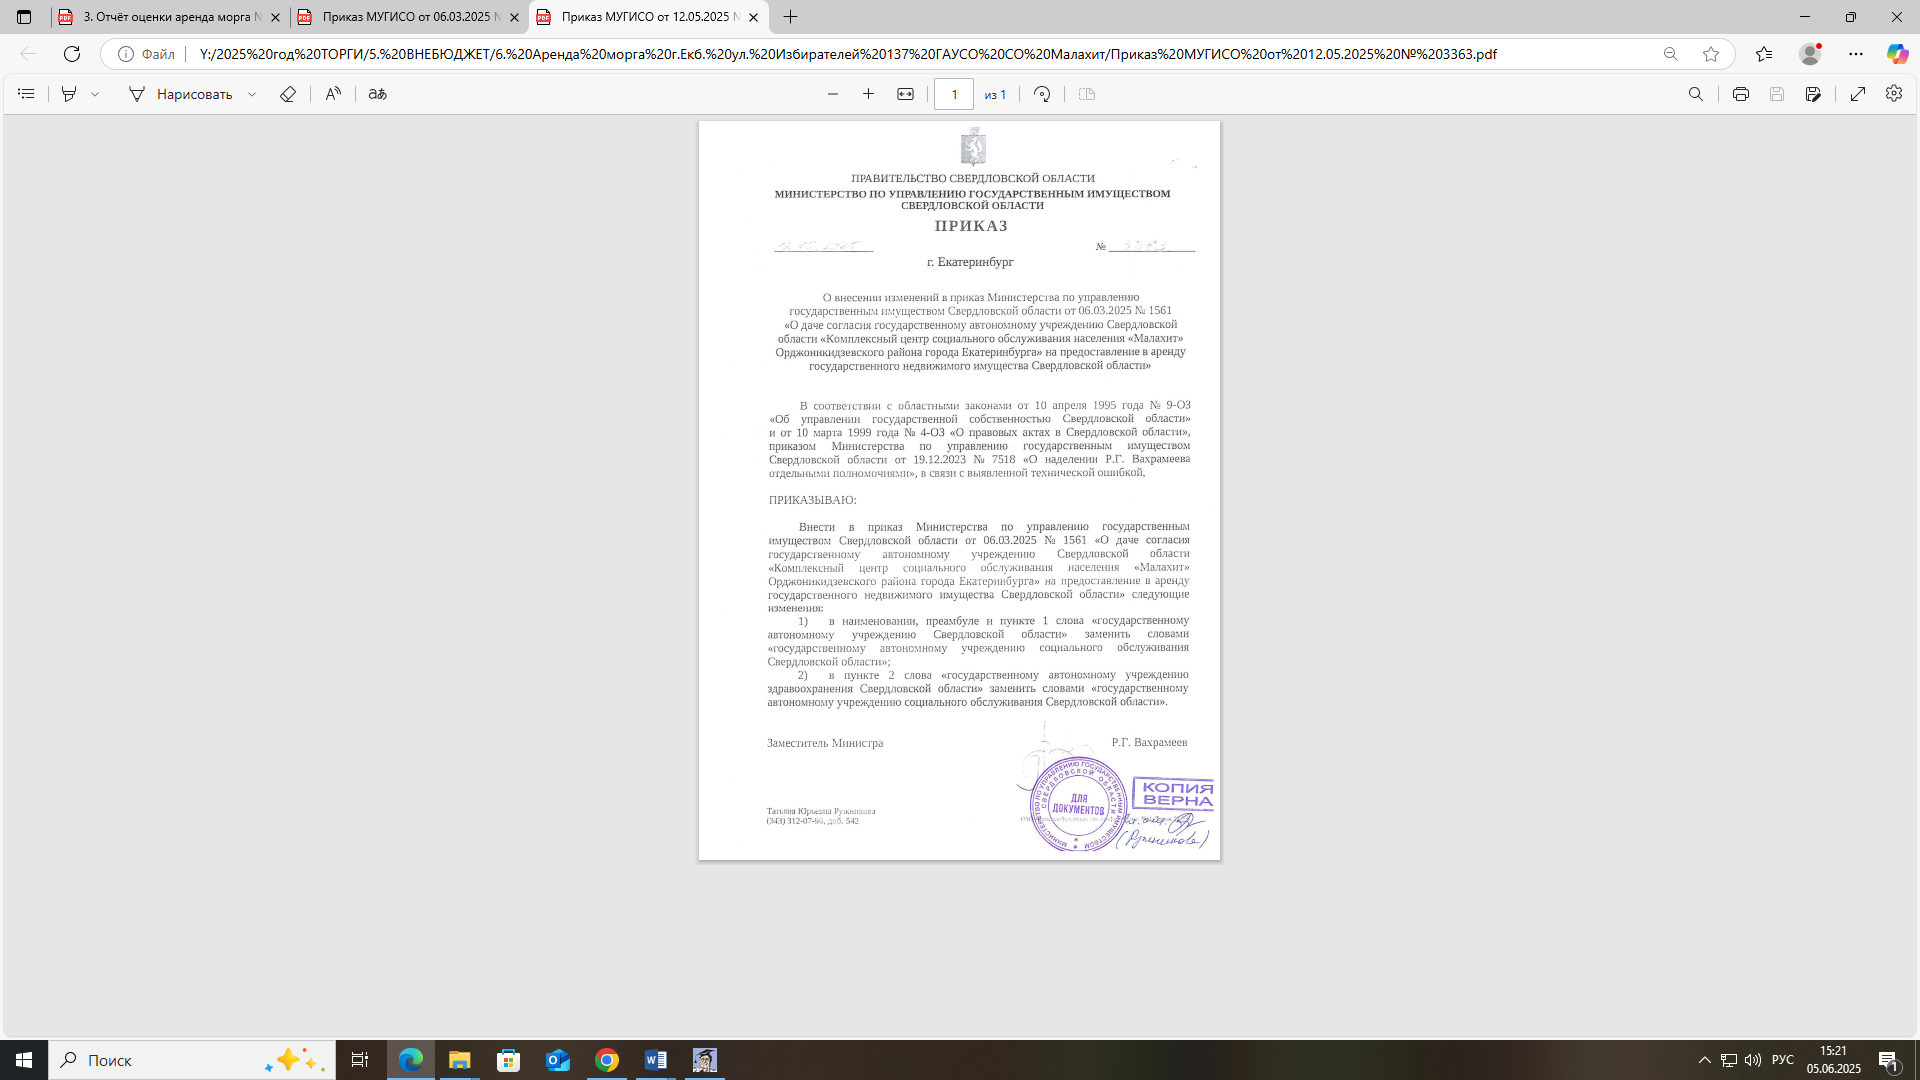 3. Отчёт оценки аренда морга
Приказ МУГИСО от 06.03.2025
Приказ МУГИСО от 12.05.2025
Файл
Y:/2025%20год%20ТОРГИ/5.%20ВНЕБЮДЖЕТ/6.%20Аренда%20морга%20г.Екб.%20ул.%20Избирателей%20137%20ГАУСО%20СО%20Малахит/Приказ%20МУГИСО%20от%2012.05.2025%20№%203363.pdf
Нарисовать
1 из 1
ПРАВИТЕЛЬСТВО СВЕРДЛОВСКОЙ ОБЛАСТИ
МИНИСТЕРСТВО ПО УПРАВЛЕНИЮ ГОСУДАРСТВЕННЫМ ИМУЩЕСТВОМ
СВЕРДЛОВСКОЙ ОБЛАСТИ
ПРИКАЗ
№
г. Екатеринбург
О внесении изменений в приказ Министерства по управлению
государственным имуществом Свердловской области от 06.03.2025 № 1561
«О даче согласия государственному автономному учреждению Свердловской
области «Комплексный центр социального обслуживания населения «Малахит»
Орджоникидзевского района города Екатеринбурга» на предоставление в аренду
государственного недвижимого имущества Свердловской области»
В соответствии с областными законами от 10 апреля 1995 года № 9-ОЗ
«Об управлении государственной собственностью Свердловской области»
и от 10 марта 1999 года № 4-ОЗ «О правовых актах в Свердловской области»,
приказом Министерства по управлению государственным имуществом
Свердловской области от 19.12.2023 № 7518 «О наделении Р.Г. Вахрамеева
отдельными полномочиями», в связи с выявленной технической ошибкой,
ПРИКАЗЫВАЮ:
Внести в приказ Министерства по управлению государственным
имуществом Свердловской области от 06.03.2025 № 1561 «О даче согласия
государственному автономному учреждению Свердловской области
«Комплексный центр социального обслуживания населения «Малахит»
Орджоникидзевского района города Екатеринбурга» на предоставление в аренду
государственного недвижимого имущества Свердловской области» следующие
изменения:
1) в наименовании, преамбуле и пункте 1 слова «государственному
автономному учреждению Свердловской области» заменить словами
«государственному автономному учреждению социального обслуживания
Свердловской области»;
2) в пункте 2 слова «государственному автономному учреждению
здравоохранения Свердловской области» заменить словами «государственному
автономному учреждению социального обслуживания Свердловской области».
Заместитель Министра Р.Г. Вахрамеев
МИНИСТЕРСТВО ПО УПРАВЛЕНИЮ ГОСУДАРСТВЕННЫМ ИМУЩЕСТВОМ
СВЕРДЛОВСКОЙ ОБЛАСТИ
ДЛЯ
ДОКУМЕНТОВ
КОПИЯ
ВЕРНА
Татьяна Юрьевна Ружникова
(343) 312-07-96, доб. 542
Поиск
РУС
15:21
05.06.2025
1